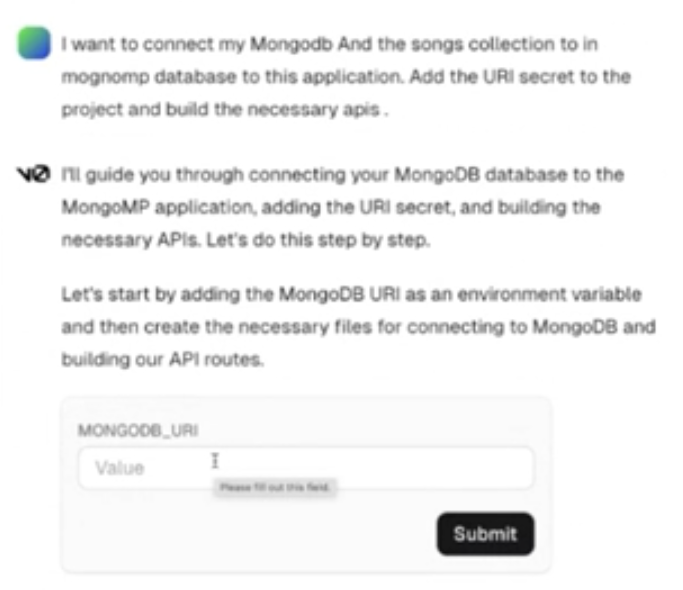 I want to connect my Mongodb And the songs collection to in
mognomp database to this application. Add the URI secret to the
project and build the necessary apis .
v0 I'll guide you through connecting your MongoDB database to the
MongoMP application, adding the URI secret, and building the
necessary APIs. Let's do this step by step.
Let's start by adding the MongoDB URI as an environment variable
and then create the necessary files for connecting to MongoDB and
building our API routes.
MONGODB_URI
Value
Please fill out this field.
Submit